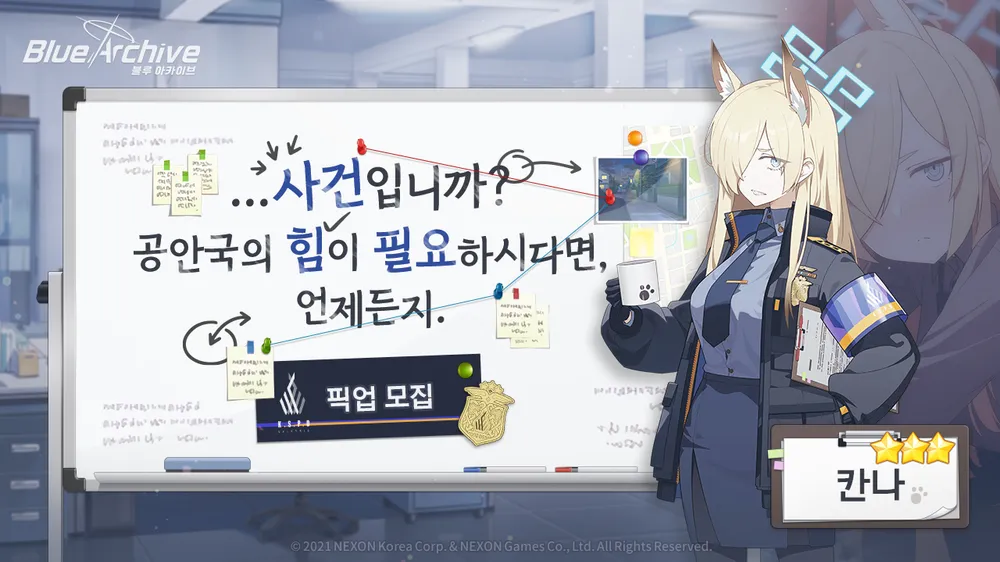 Blue Archive
블루 아카이브
...사건입니까?
공안국의 힘이 필요하시다면,
언제든지.
픽업 모집
칸나
© 2021 NEXON Korea Corp. & NEXON Games Co., Ltd. All Rights Reserved.